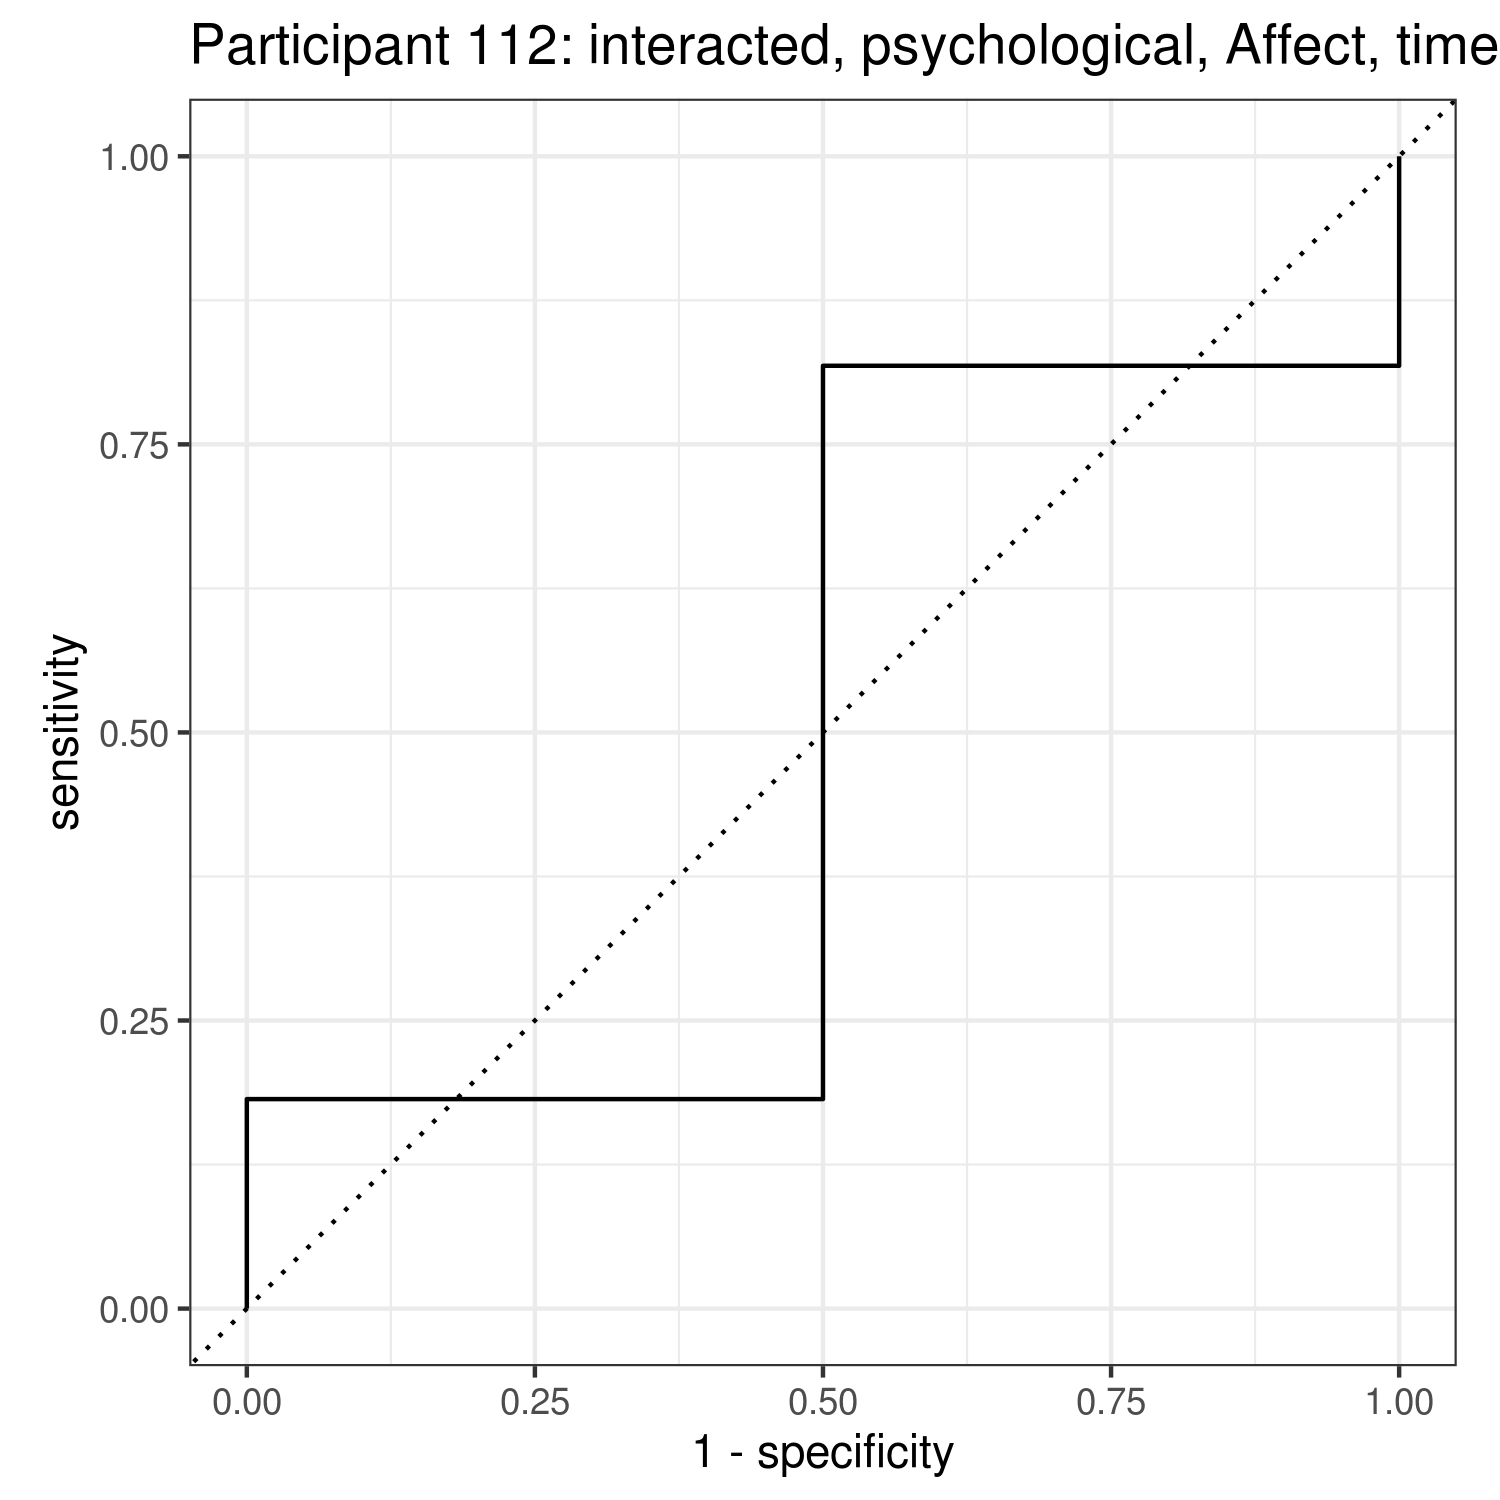 Participant 112: interacted, psychological, Affect, time
1.00
0.75
0.50
0.25
0.00
sensitivity
0.00 0.25 0.50 0.75 1.00
1 - specificity